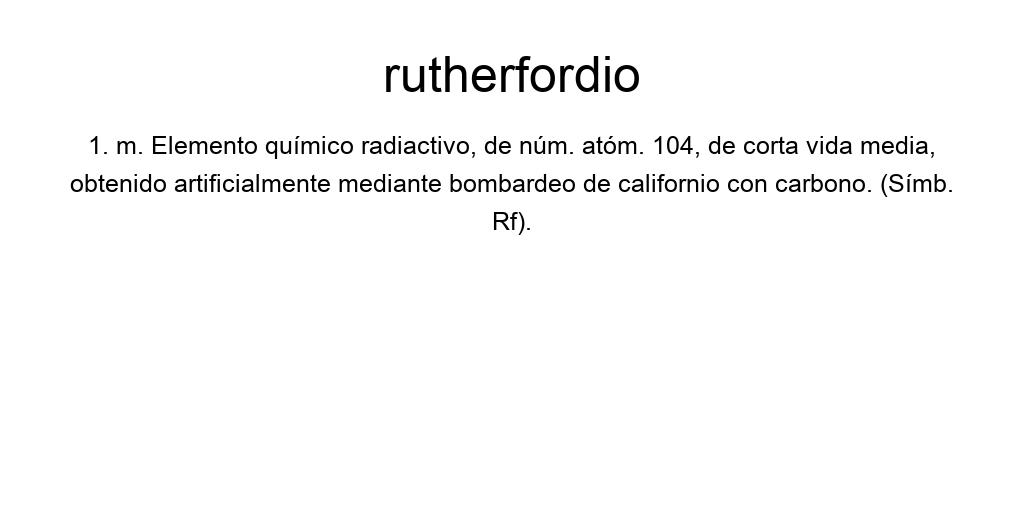 rutherfordio
1. m. Elemento químico radiactivo, de núm. atóm. 104, de corta vida media,
obtenido artificialmente mediante bombardeo de californio con carbono. (Símb.
Rf).